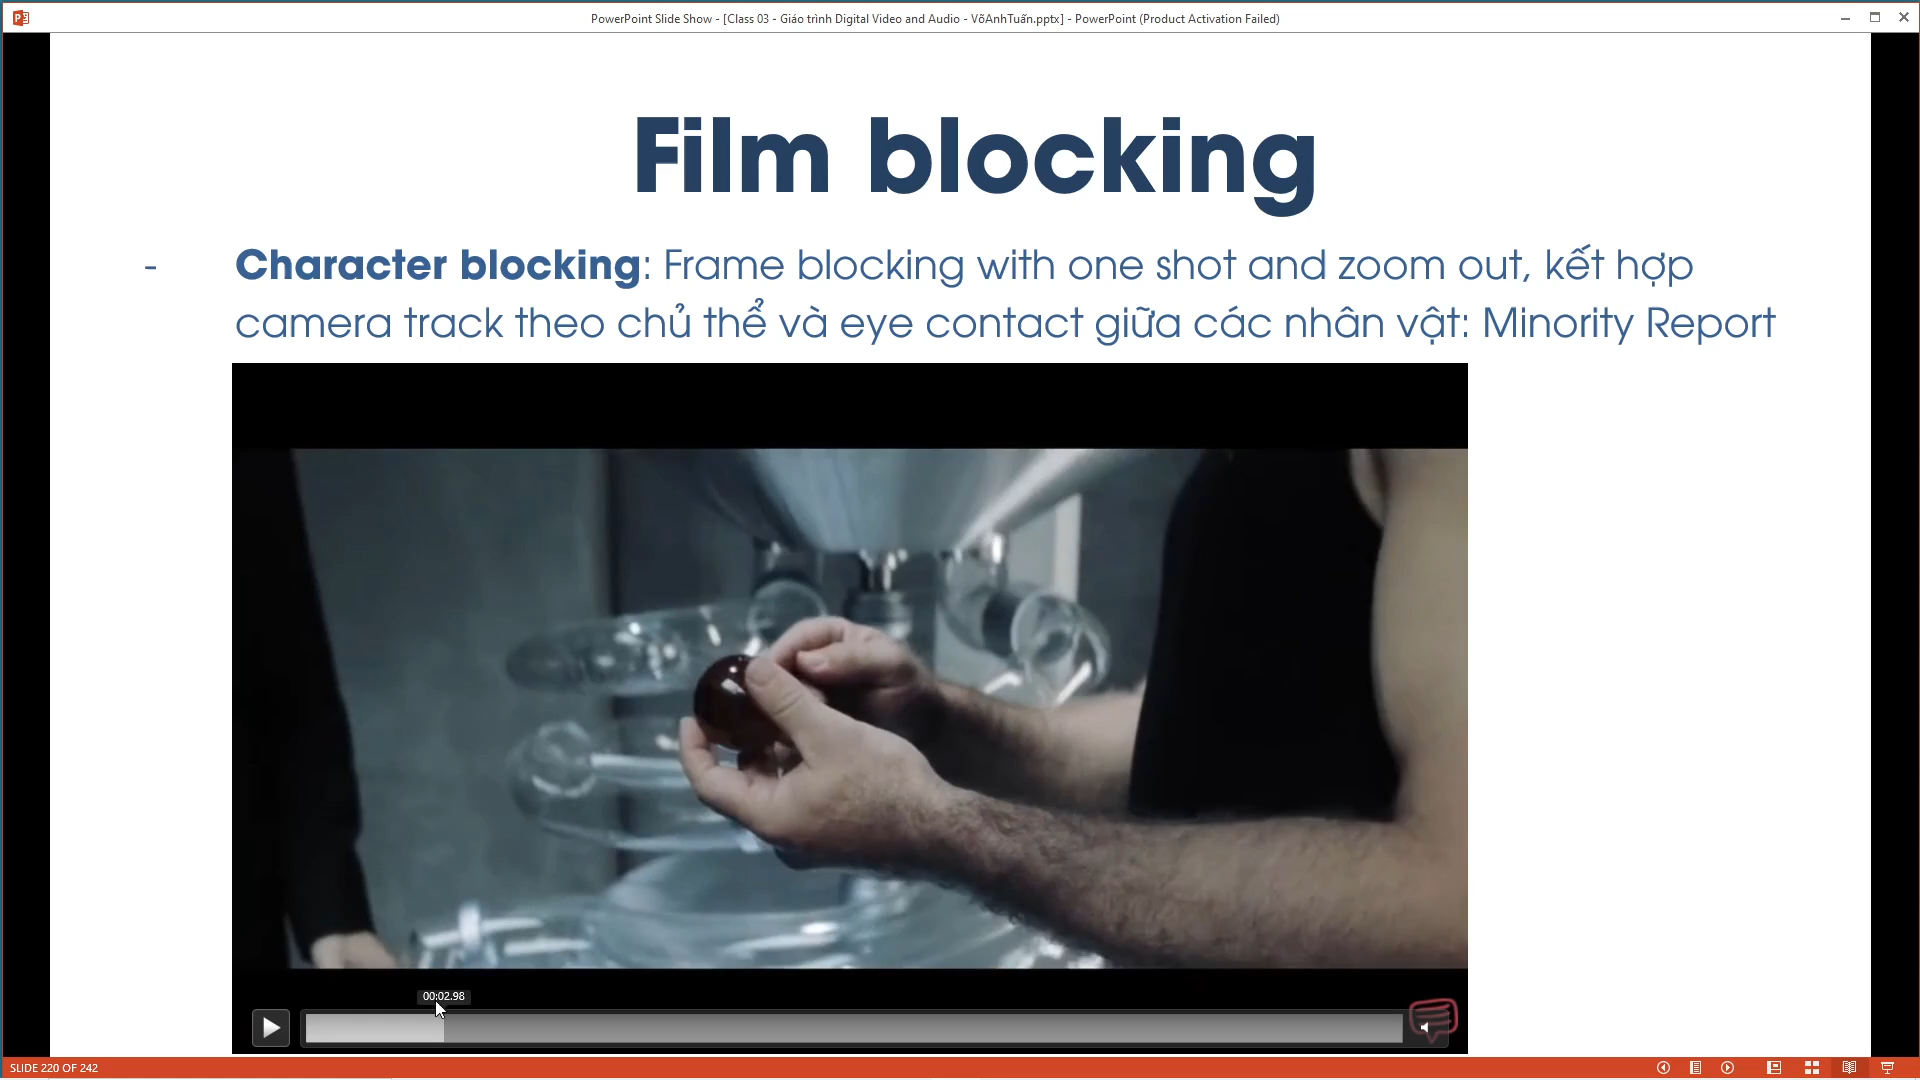 PowerPoint Slide Show - [Class 03 - Giáo trình Digital Video and Audio - VõAnhTuấn.pptx] - PowerPoint (Product Activation Failed)
Film blocking
- Character blocking: Frame blocking with one shot and zoom out, kết hợp
camera track theo chủ thể và eye contact giữa các nhân vật: Minority Report
00:02.98
SLIDE 220 OF 242